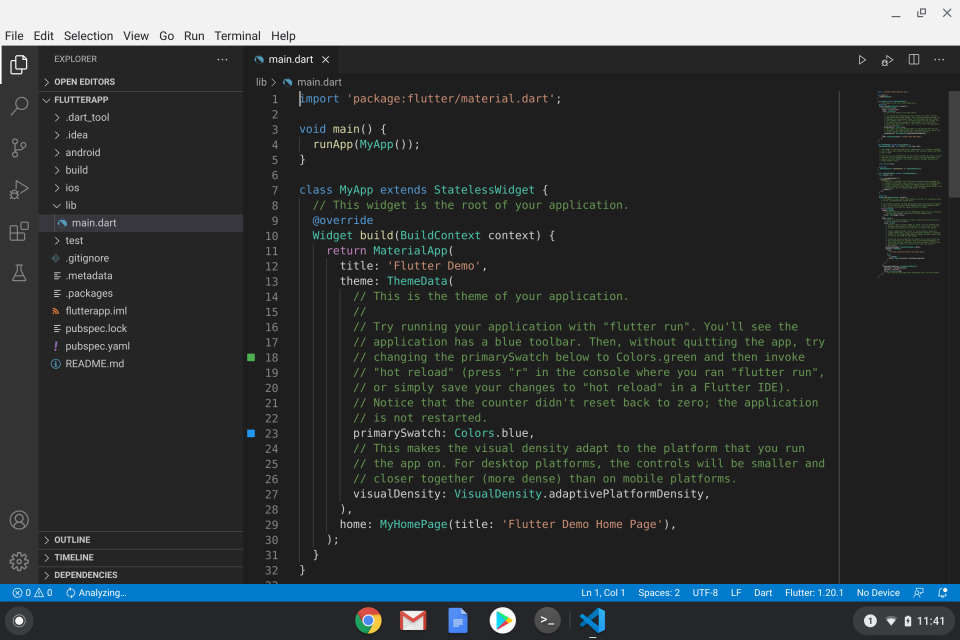 File Edit Selection View Go Run Terminal Help
EXPLORER
OPEN EDITORS
FLUTTERAPP
.dart_tool
.idea
android
build
ios
lib
main.dart
test
.gitignore
.metadata
.packages
flutterapp.iml
pubspec.lock
pubspec.yaml
README.md
OUTLINE
TIMELINE
DEPENDENCIES
main.dart
lib > main.dart
1 import 'package:flutter/material.dart';
2
3 void main() {
4   runApp(MyApp());
5 }
6
7 class MyApp extends StatelessWidget {
8   // This widget is the root of your application.
9   @override
10   Widget build(BuildContext context) {
11     return MaterialApp(
12       title: 'Flutter Demo',
13       theme: ThemeData(
14         // This is the theme of your application.
15         //
16         // Try running your application with "flutter run". You'll see the
17         // application has a blue toolbar. Then, without quitting the app, try
18         // changing the primarySwatch below to Colors.green and then invoke
19         // "hot reload" (press "r" in the console where you ran "flutter run",
20         // or simply save your changes to "hot reload" in a Flutter IDE).
21         // Notice that the counter didn't reset back to zero; the application
22         // is not restarted.
23         primarySwatch: Colors.blue,
24         // This makes the visual density adapt to the platform that you run
25         // the app on. For desktop platforms, the controls will be smaller and
26         // closer together (more dense) than on mobile platforms.
27         visualDensity: VisualDensity.adaptivePlatformDensity,
28       ),
29       home: MyHomePage(title: 'Flutter Demo Home Page'),
30     );
31   }
32 }
0 0 Analyzing... Ln 1, Col 1 Spaces: 2 UTF-8 LF Dart Flutter: 1.20.1 No Device
1 11:41